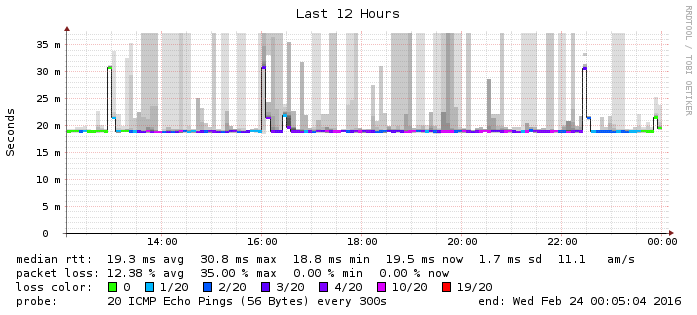 Last 12 Hours
RRDTOOL / TOBI OETIKER
Seconds
35 m
30 m
25 m
20 m
15 m
10 m
5 m
0
14:00 16:00 18:00 20:00 22:00 00:00
median rtt: 19.3 ms avg 30.8 ms max 18.8 ms min 19.5 ms now 1.7 ms sd 11.1 am/s
packet loss: 12.38 % avg 35.00 % max 0.00 % min 0.00 % now
loss color: 0 1/20 2/20 3/20 4/20 10/20 19/20
probe: 20 ICMP Echo Pings (56 Bytes) every 300s end: Wed Feb 24 00:05:04 2016